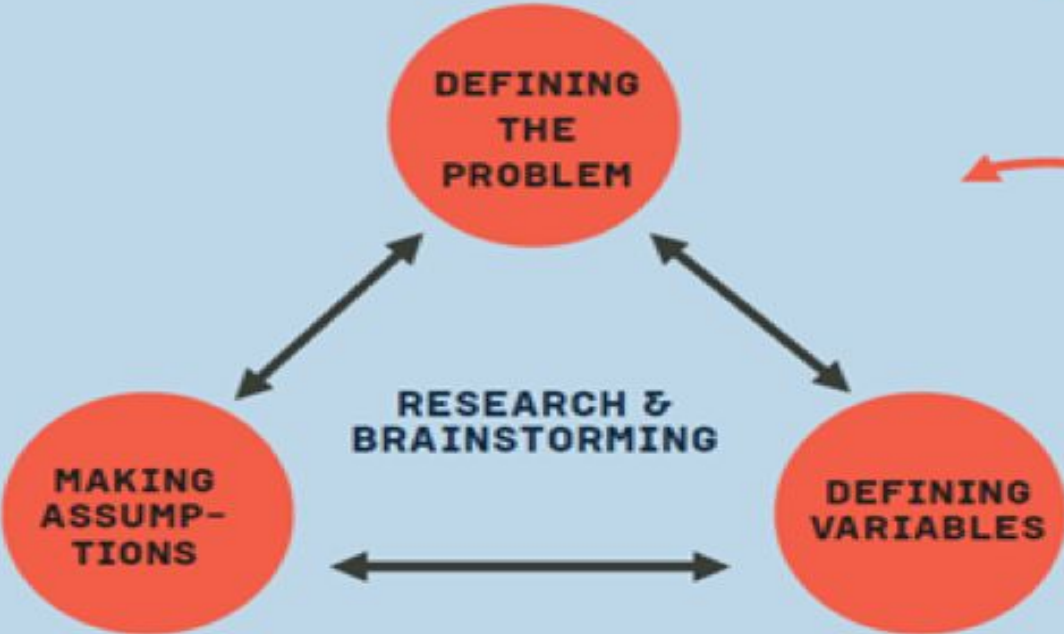 DEFINING
THE
PROBLEM
RESEARCH &
BRAINSTORMING
MAKING
ASSUMP-
TIONS
DEFINING
VARIABLES